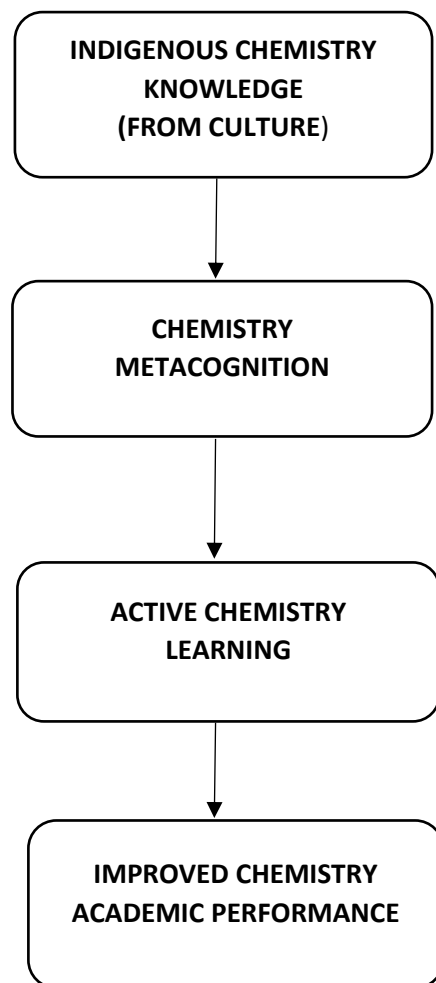 INDIGENOUS CHEMISTRY
KNOWLEDGE
(FROM CULTURE)
CHEMISTRY
METACOGNITION
ACTIVE CHEMISTRY
LEARNING
IMPROVED CHEMISTRY
ACADEMIC PERFORMANCE